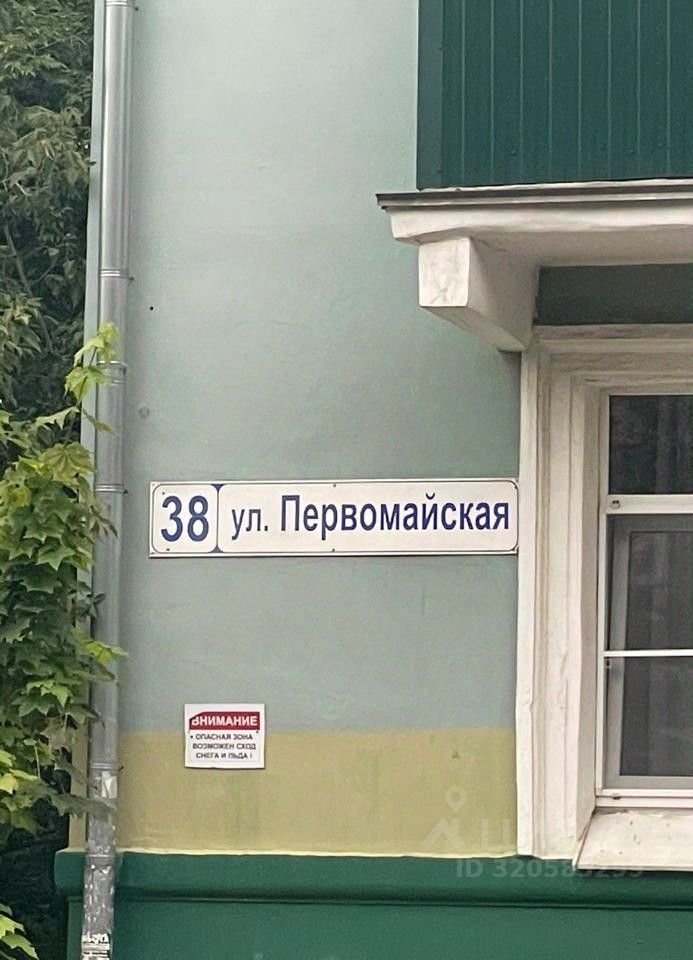 38 ул. Первомайская
ВНИМАНИЕ
• ОПАСНАЯ ЗОНА
ВОЗМОЖЕН СХОД
СНЕГА И ЛЬДА !